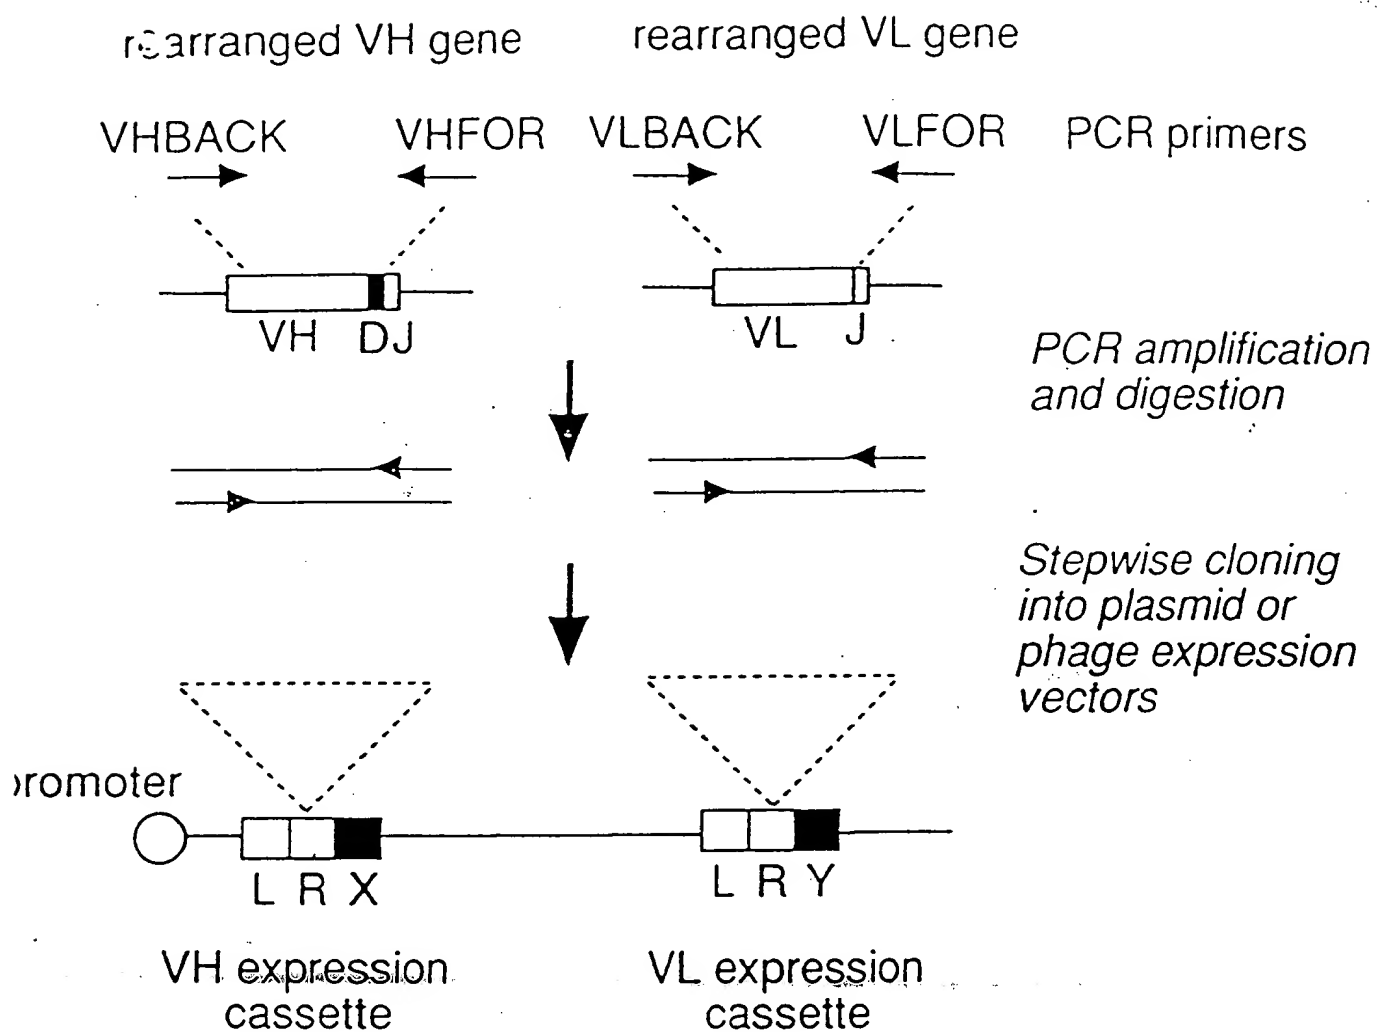 rearranged VH gene
rearranged VL gene
VHBACK
VHFOR
VLBACK
VLFOR
PCR primers
VH
DJ
VL
J
PCR amplification
and digestion
Stepwise cloning
into plasmid or
phage expression
vectors
romoter
L R X
L R Y
VH expression
cassette
VL expression
cassette